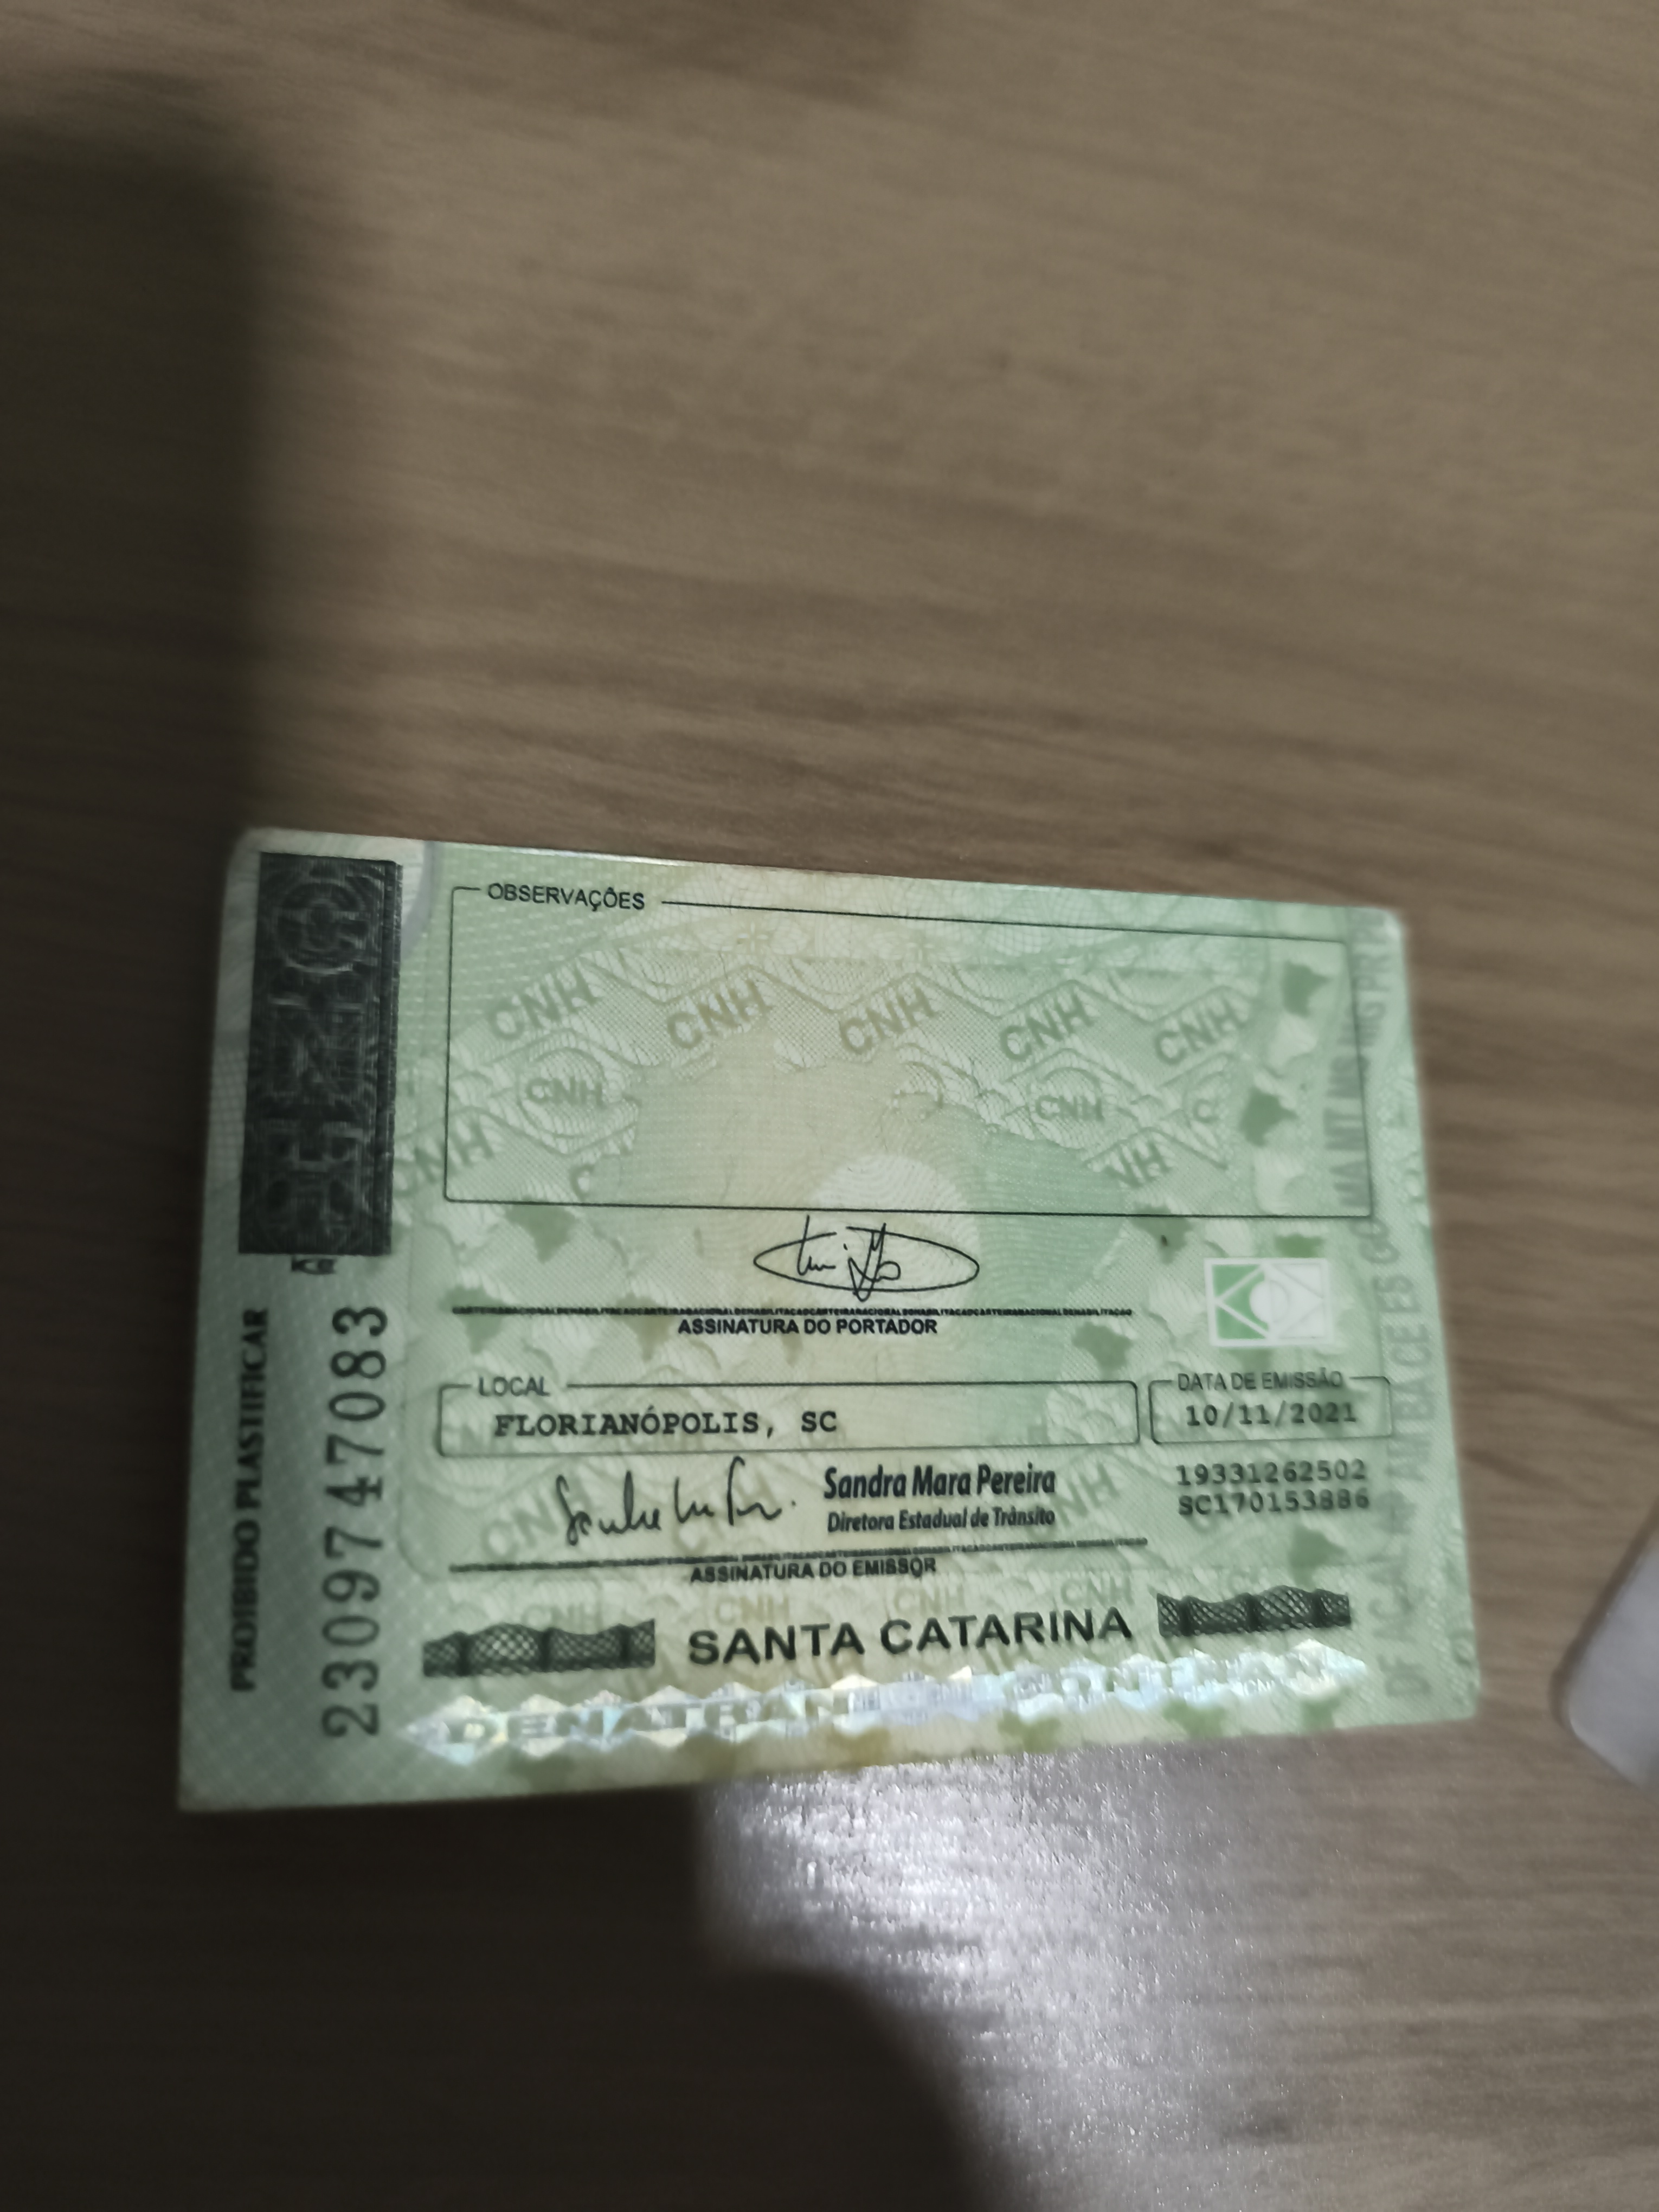 OBSERVAÇÕES
CNH CNH CNH CNH CNH
CNH CNH
CNH
ASSINATURA DO PORTADOR
LOCAL
FLORIANÓPOLIS, SC
DATA DE EMISSÃO
10/11/2021
Sandra Mara Pereira
Diretora Estadual de Trânsito
19331262502
SC170153886
ASSINATURA DO EMISSOR
SANTA CATARINA
DENATRAN CONTRAN
PROIBIDO PLASTIFICAR
2309747083